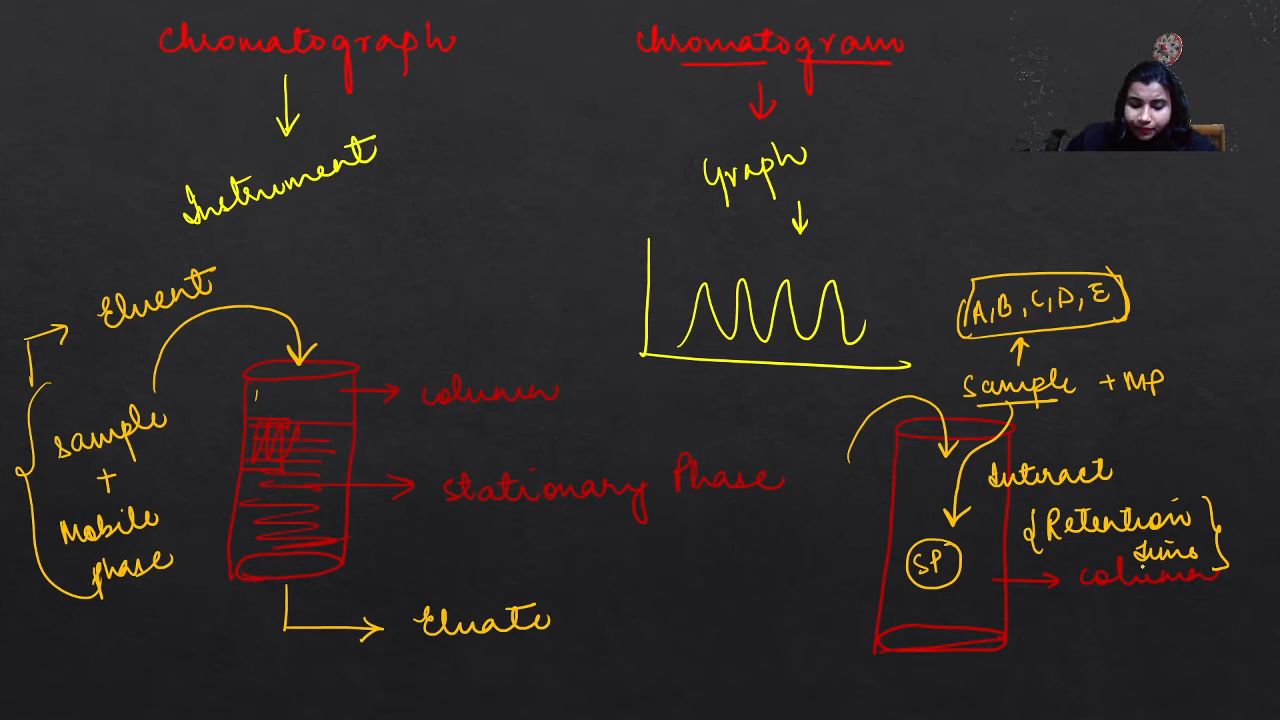 Chromatograph
Instrument
Eluent
Sample
+
Mobile
Phase
column
Stationary Phase
Eluate
Chromatogram
Graph
(A, B, C, D, E)
Sample + MP
Interact
{Retention
time}
SP
column